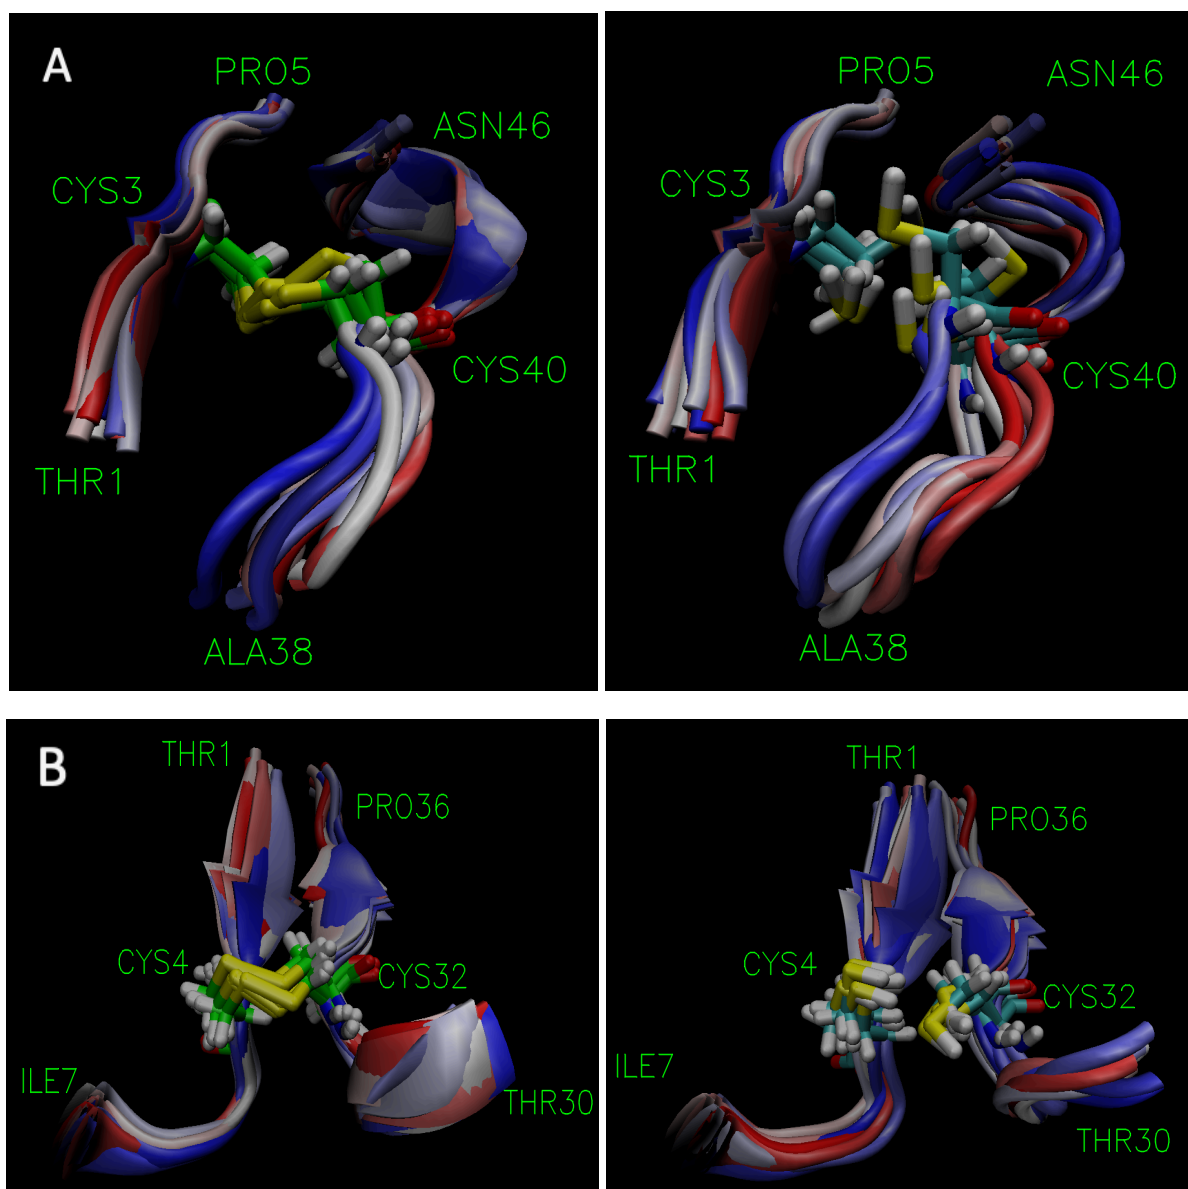 A
PRO5
ASN46
CYS3
CYS40
THR1
ALA38
PRO5
ASN46
CYS3
CYS40
THR1
ALA38
B
THR1
PRO36
CYS4
CYS32
ILE7
THR30
THR1
PRO36
CYS4
CYS32
ILE7
THR30